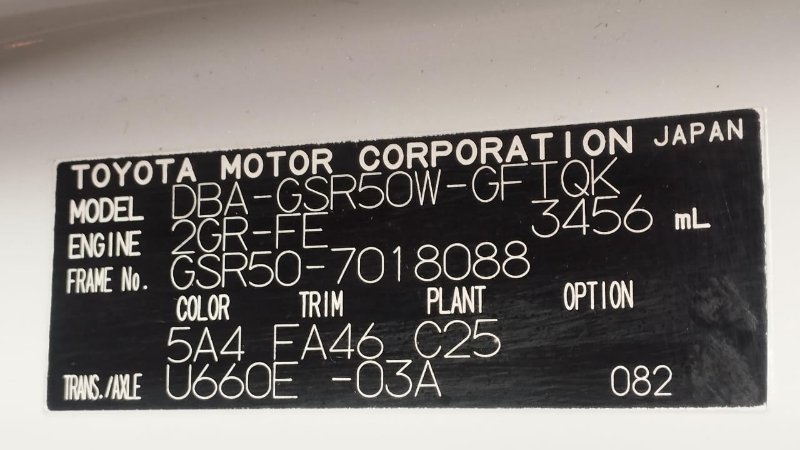 TOYOTA MOTOR CORPORATION JAPAN
MODEL DBA-GSR50W-GFTQK
ENGINE 2GR-FE 3456 mL
FRAME No. GSR50-7018088
COLOR TRIM PLANT OPTION
5A4 FA46 C25
TRANS./AXLE U660E -03A 082